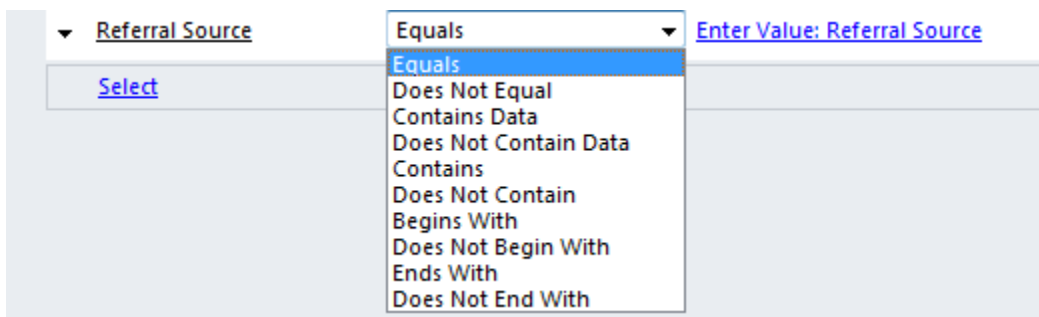 Referral Source Equals Enter Value: Referral Source
Equals
Select
Does Not Equal
Contains Data
Does Not Contain Data
Contains
Does Not Contain
Begins With
Does Not Begin With
Ends With
Does Not End With